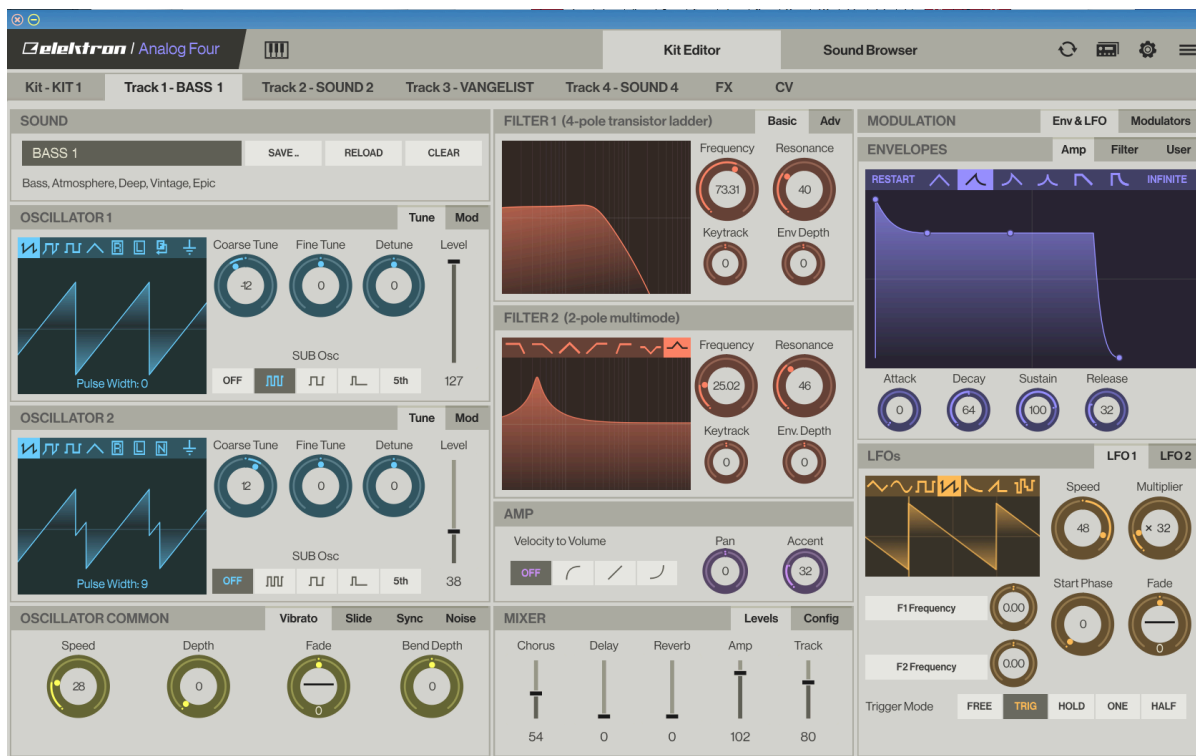 elektron / Analog Four
Kit Editor
Sound Browser
Kit - KIT 1
Track 1 - BASS 1
Track 2 - SOUND 2
Track 3 - VANGELIST
Track 4 - SOUND 4
FX
CV
SOUND
BASS 1
SAVE..
RELOAD
CLEAR
Bass, Atmosphere, Deep, Vintage, Epic
OSCILLATOR 1
Tune
Mod
R L
Coarse Tune
Fine Tune
Detune
Level
-12
0
0
SUB Osc
Pulse Width: 0
OFF
5th
127
OSCILLATOR 2
Tune
Mod
R L N
Coarse Tune
Fine Tune
Detune
Level
12
0
0
SUB Osc
Pulse Width: 9
OFF
5th
38
OSCILLATOR COMMON
Vibrato
Slide
Sync
Noise
Speed
Depth
Fade
Bend Depth
28
0
0
0
FILTER 1 (4-pole transistor ladder)
Basic
Adv
Frequency
Resonance
73.31
40
Keytrack
Env Depth
0
0
FILTER 2 (2-pole multimode)
Frequency
Resonance
25.02
46
Keytrack
Env. Depth
0
0
AMP
Velocity to Volume
Pan
Accent
OFF
0
32
MIXER
Levels
Config
Chorus
Delay
Reverb
Amp
Track
54
0
0
102
80
MODULATION
Env & LFO
Modulators
ENVELOPES
Amp
Filter
User
RESTART
INFINITE
Attack
Decay
Sustain
Release
0
64
100
32
LFOs
LFO 1
LFO 2
Speed
Multiplier
48
× 32
Start Phase
Fade
0
0
F1 Frequency
0.00
F2 Frequency
0.00
Trigger Mode
FREE
TRIG
HOLD
ONE
HALF